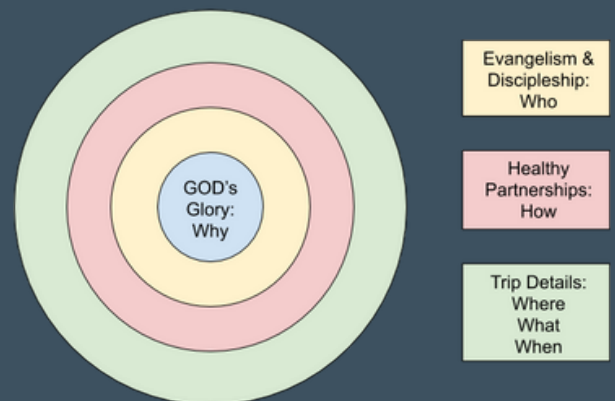 GOD's
Glory:
Why
Evangelism &
Discipleship:
Who
Healthy
Partnerships:
How
Trip Details:
Where
What
When